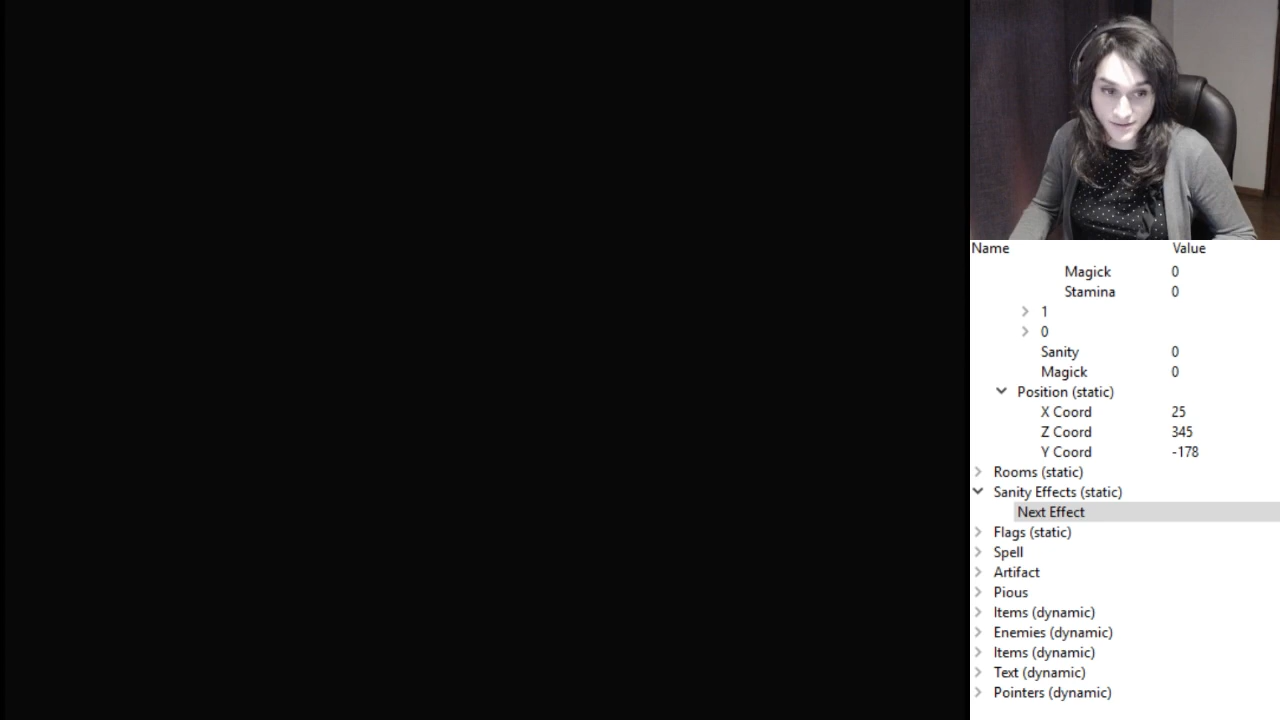 Name Value
Magick 0
Stamina 0
1
0
Sanity 0
Magick 0
Position (static)
X Coord 25
Z Coord 345
Y Coord -178
Rooms (static)
Sanity Effects (static)
Next Effect
Flags (static)
Spell
Artifact
Pious
Items (dynamic)
Enemies (dynamic)
Items (dynamic)
Text (dynamic)
Pointers (dynamic)